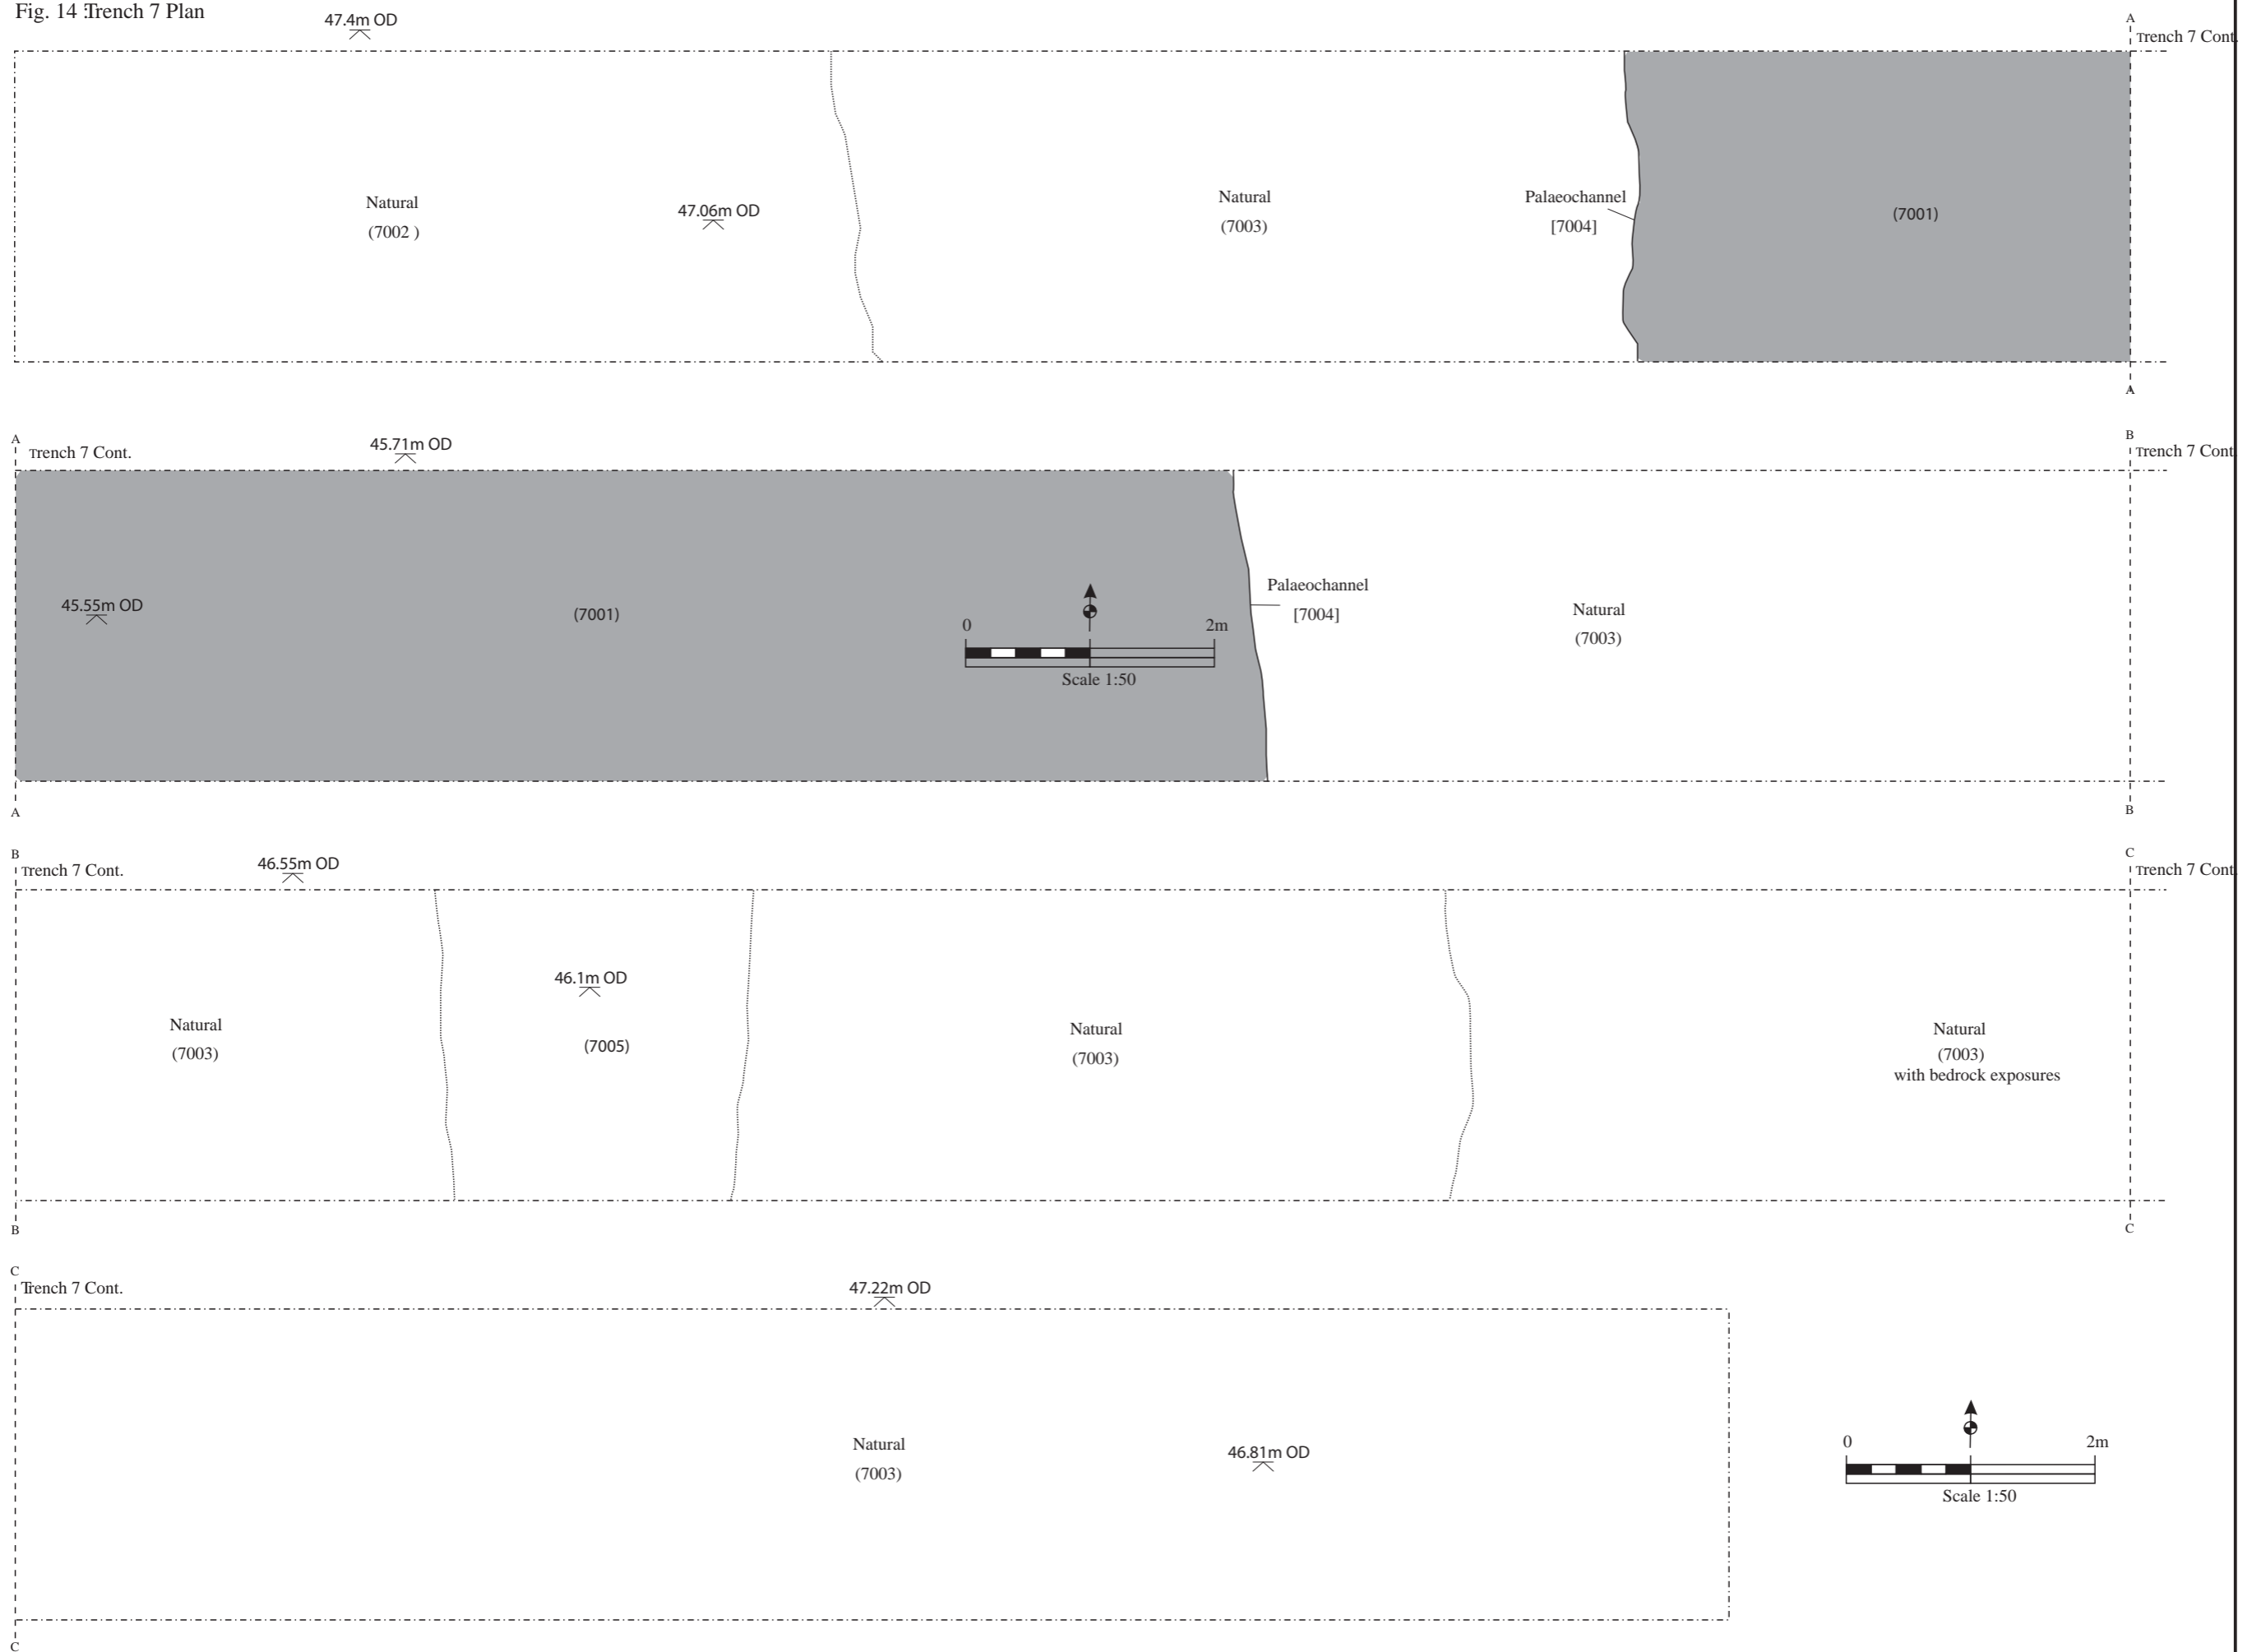 Fig. 14 :Trench 7 Plan
47.4m OD
A
Trench 7 Cont.
Natural
(7002 )
47.06m OD
Natural
(7003)
Palaeochannel
[7004]
(7001)
A
A
Trench 7 Cont.
45.71m OD
B
Trench 7 Cont.
45.55m OD
(7001)
0
2m
Scale 1:50
Palaeochannel
[7004]
Natural
(7003)
A
B
B
Trench 7 Cont.
46.55m OD
C
Trench 7 Cont.
Natural
(7003)
46.1m OD
(7005)
Natural
(7003)
Natural
(7003)
with bedrock exposures
B
C
C
Trench 7 Cont.
47.22m OD
Natural
(7003)
46.81m OD
0
2m
Scale 1:50
C